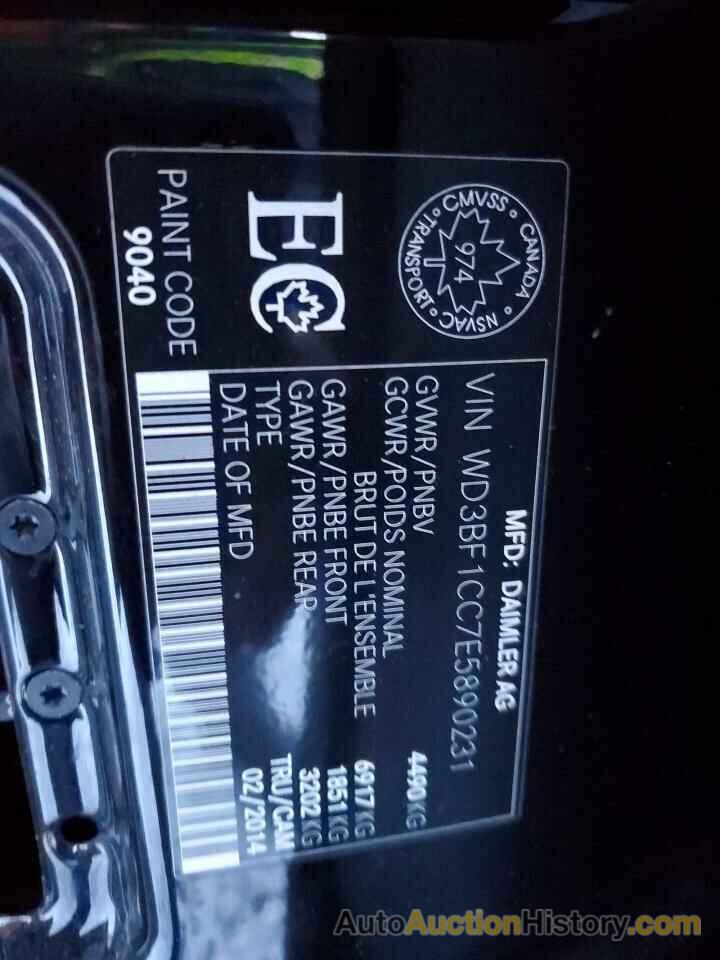 MFD: DAIMLER AG
VIN WD3BF1CC7E5890231
GVWR/PNBV 4490KG
GCWR/POIDS NOMINAL
BRUT DE L'ENSEMBLE 6917KG
GAWR/PNBE FRONT 1851KG
GAWR/PNBE REAR 3202KG
TYPE TRU/CAM
DATE OF MFD 02/2014
CANADA
CMVSS
TRANSPORT
NSVAC
974
EC
PAINT CODE
9040
AutoAuctionHistory.com